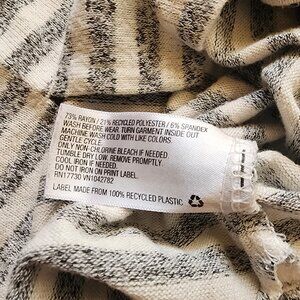 73% RAYON / 21% RECYCLED POLYESTER / 6% SPANDEX
WASH BEFORE WEAR. TURN GARMENT INSIDE OUT
MACHINE WASH COLD WITH LIKE COLORS
GENTLE CYCLE
ONLY NON-CHLORINE BLEACH IF NEEDED
TUMBLE DRY LOW. REMOVE PROMPTLY.
COOL IRON IF NEEDED.
DO NOT IRON ON PRINT LABEL.
RN17730 VN1042782
LABEL MADE FROM 100% RECYCLED PLASTIC.